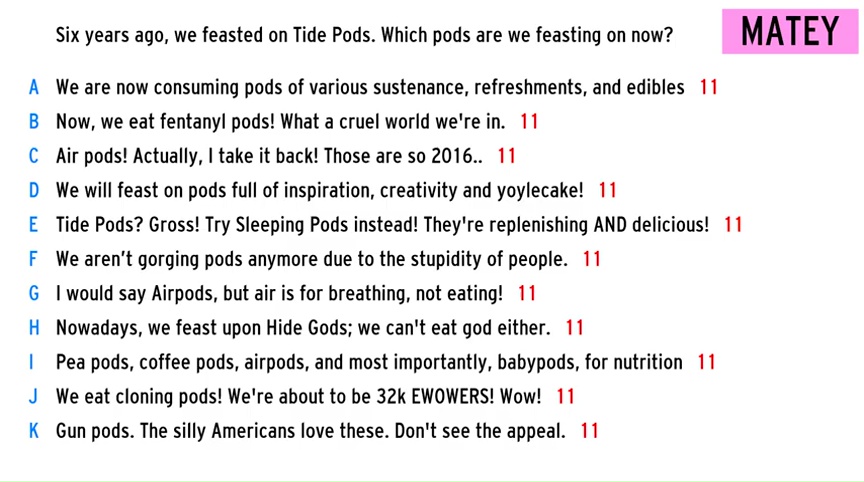 Six years ago, we feasted on Tide Pods. Which pods are we feasting on now?
MATEY
A We are now consuming pods of various sustenance, refreshments, and edibles 11
B Now, we eat fentanyl pods! What a cruel world we're in. 11
C Air pods! Actually, I take it back! Those are so 2016.. 11
D We will feast on pods full of inspiration, creativity and yoylecake! 11
E Tide Pods? Gross! Try Sleeping Pods instead! They're replenishing AND delicious! 11
F We aren’t gorging pods anymore due to the stupidity of people. 11
G I would say Airpods, but air is for breathing, not eating! 11
H Nowadays, we feast upon Hide Gods; we can't eat god either. 11
I Pea pods, coffee pods, airpods, and most importantly, babypods, for nutrition 11
J We eat cloning pods! We're about to be 32k EWOWERS! Wow! 11
K Gun pods. The silly Americans love these. Don't see the appeal. 11